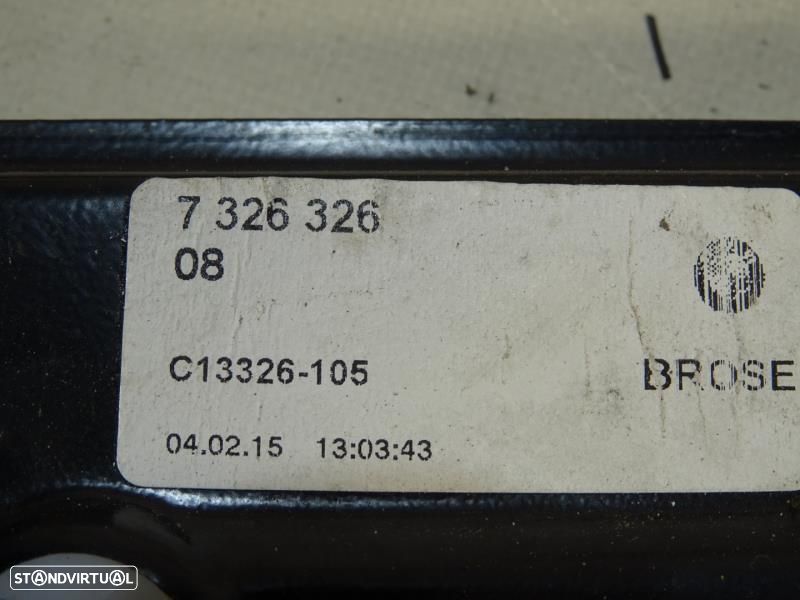 7 326 326
08
C13326-105
BROSE
04.02.15 13:03:43
STANDVIRTUAL